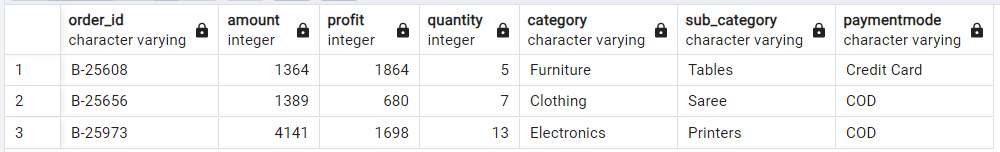 order_id amount profit quantity category sub_category paymentmode
character varying integer integer integer character varying character varying character varying
1 B-25608 1364 1864 5 Furniture Tables Credit Card
2 B-25656 1389 680 7 Clothing Saree COD
3 B-25973 4141 1698 13 Electronics Printers COD